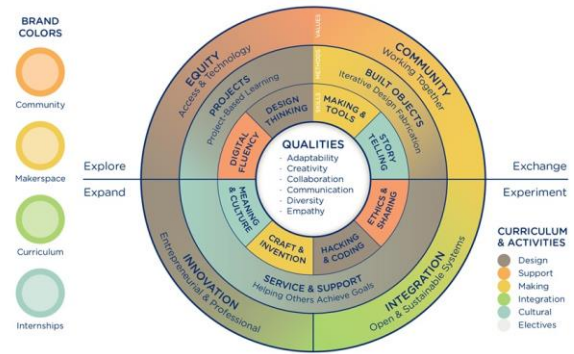 BRAND
COLORS
Community
Makerspace
Curriculum
Internships
Explore
Expand
Exchange
Experiment
EQUITY
Access & Technology
COMMUNITY
Working Together
INNOVATION
Entrepreneurial & Professional
INTEGRATION
Open & Sustainable Systems
VALUES
METHODS
SKILLS
PROJECTS
Project-Based Learning
BUILT OBJECTS
Iterative Design Fabrication
SERVICE & SUPPORT
Helping Others Achieve Goals
DESIGN
THINKING
MAKING &
TOOLS
STORY
TELLING
ETHICS &
SHARING
HACKING
& CODING
CRAFT &
INVENTION
MEANING
& CULTURE
DIGITAL
FLUENCY
QUALITIES
· Adaptability
· Creativity
· Collaboration
· Communication
· Diversity
· Empathy
CURRICULUM
& ACTIVITIES
Design
Support
Making
Integration
Cultural
Electives